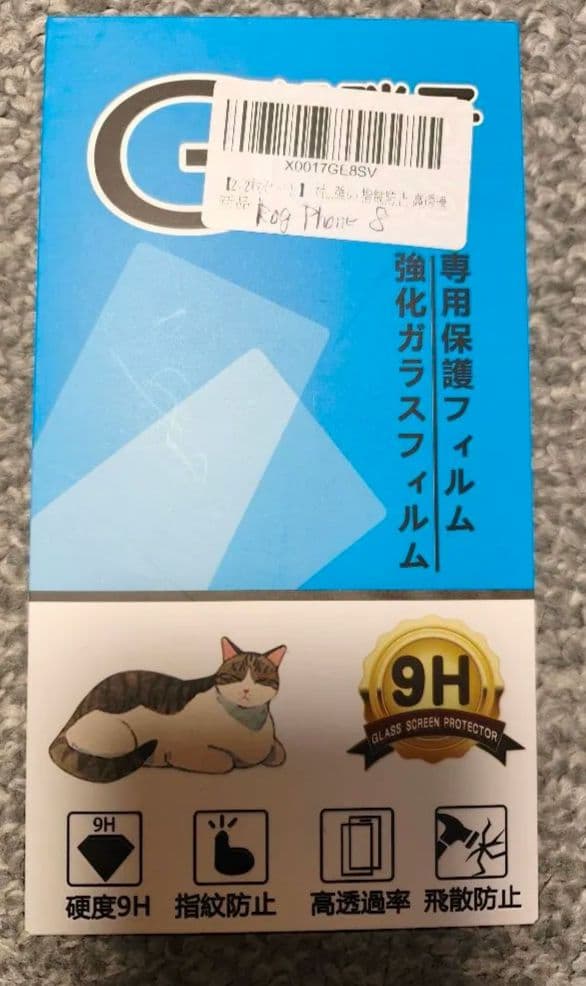 G
X0017GE8SV
新品
Rog Phone 8
専用保護フィルム
強化ガラスフィルム
9H
GLASS SCREEN PROTECTOR
9H
硬度9H
指紋防止
高透過率
飛散防止